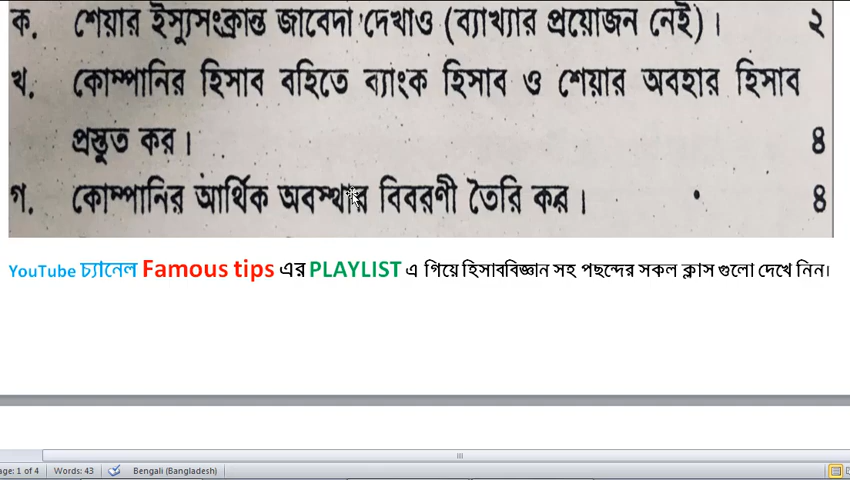 ক. শেয়ার ইস্যুসংক্রান্ত জাবেদা দেখাও (ব্যাখ্যার প্রয়োজন নেই)। ২
খ. কোম্পানির হিসাব বহিতে ব্যাংক হিসাব ও শেয়ার অবহার হিসাব
প্রস্তুত কর। ৪
গ. কোম্পানির আর্থিক অবস্থার বিবরণী তৈরি কর। ৪
YouTube চ্যানেল Famous tips এর PLAYLIST এ গিয়ে হিসাববিজ্ঞান সহ পছন্দের সকল ক্লাস গুলো দেখে নিন।
age: 1 of 4 Words: 43 Bengali (Bangladesh)